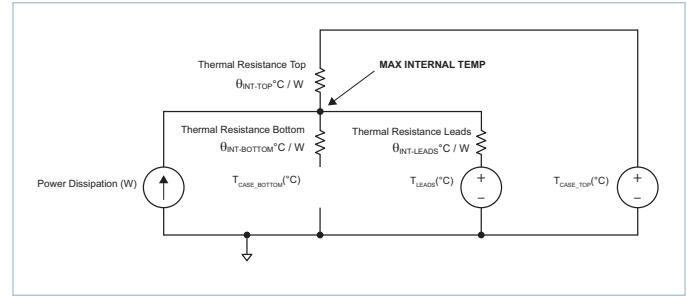 Thermal Resistance Top
θINT-TOP°C / W
MAX INTERNAL TEMP
Thermal Resistance Bottom
θINT-BOTTOM°C / W
Thermal Resistance Leads
θINT-LEADS°C / W
Power Dissipation (W)
TCASE_BOTTOM(°C)
TLEADS(°C)
+
–
TCASE_TOP(°C)
+
–